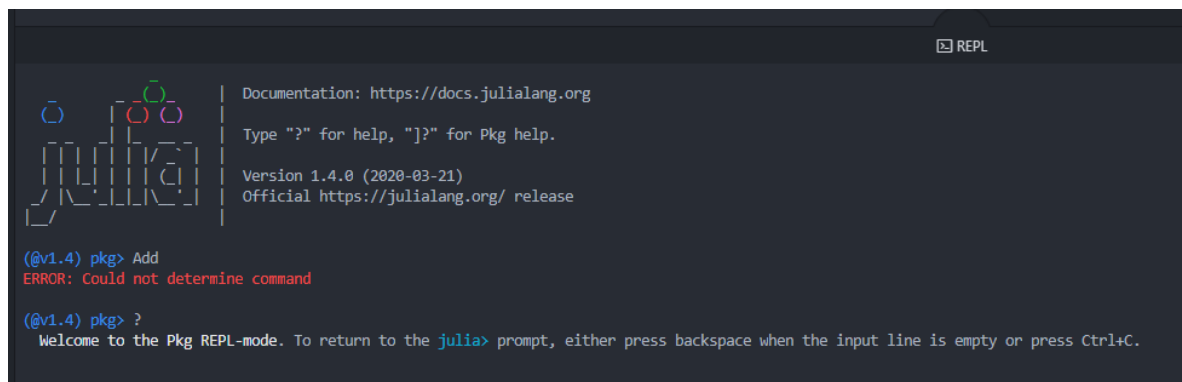 REPL
Documentation: https://docs.julialang.org
Type "?" for help, "]?" for Pkg help.
julia
Version 1.4.0 (2020-03-21)
Official https://julialang.org/ release
(@v1.4) pkg> Add
ERROR: Could not determine command
(@v1.4) pkg> ?
Welcome to the Pkg REPL-mode. To return to the julia> prompt, either press backspace when the input line is empty or press Ctrl+C.